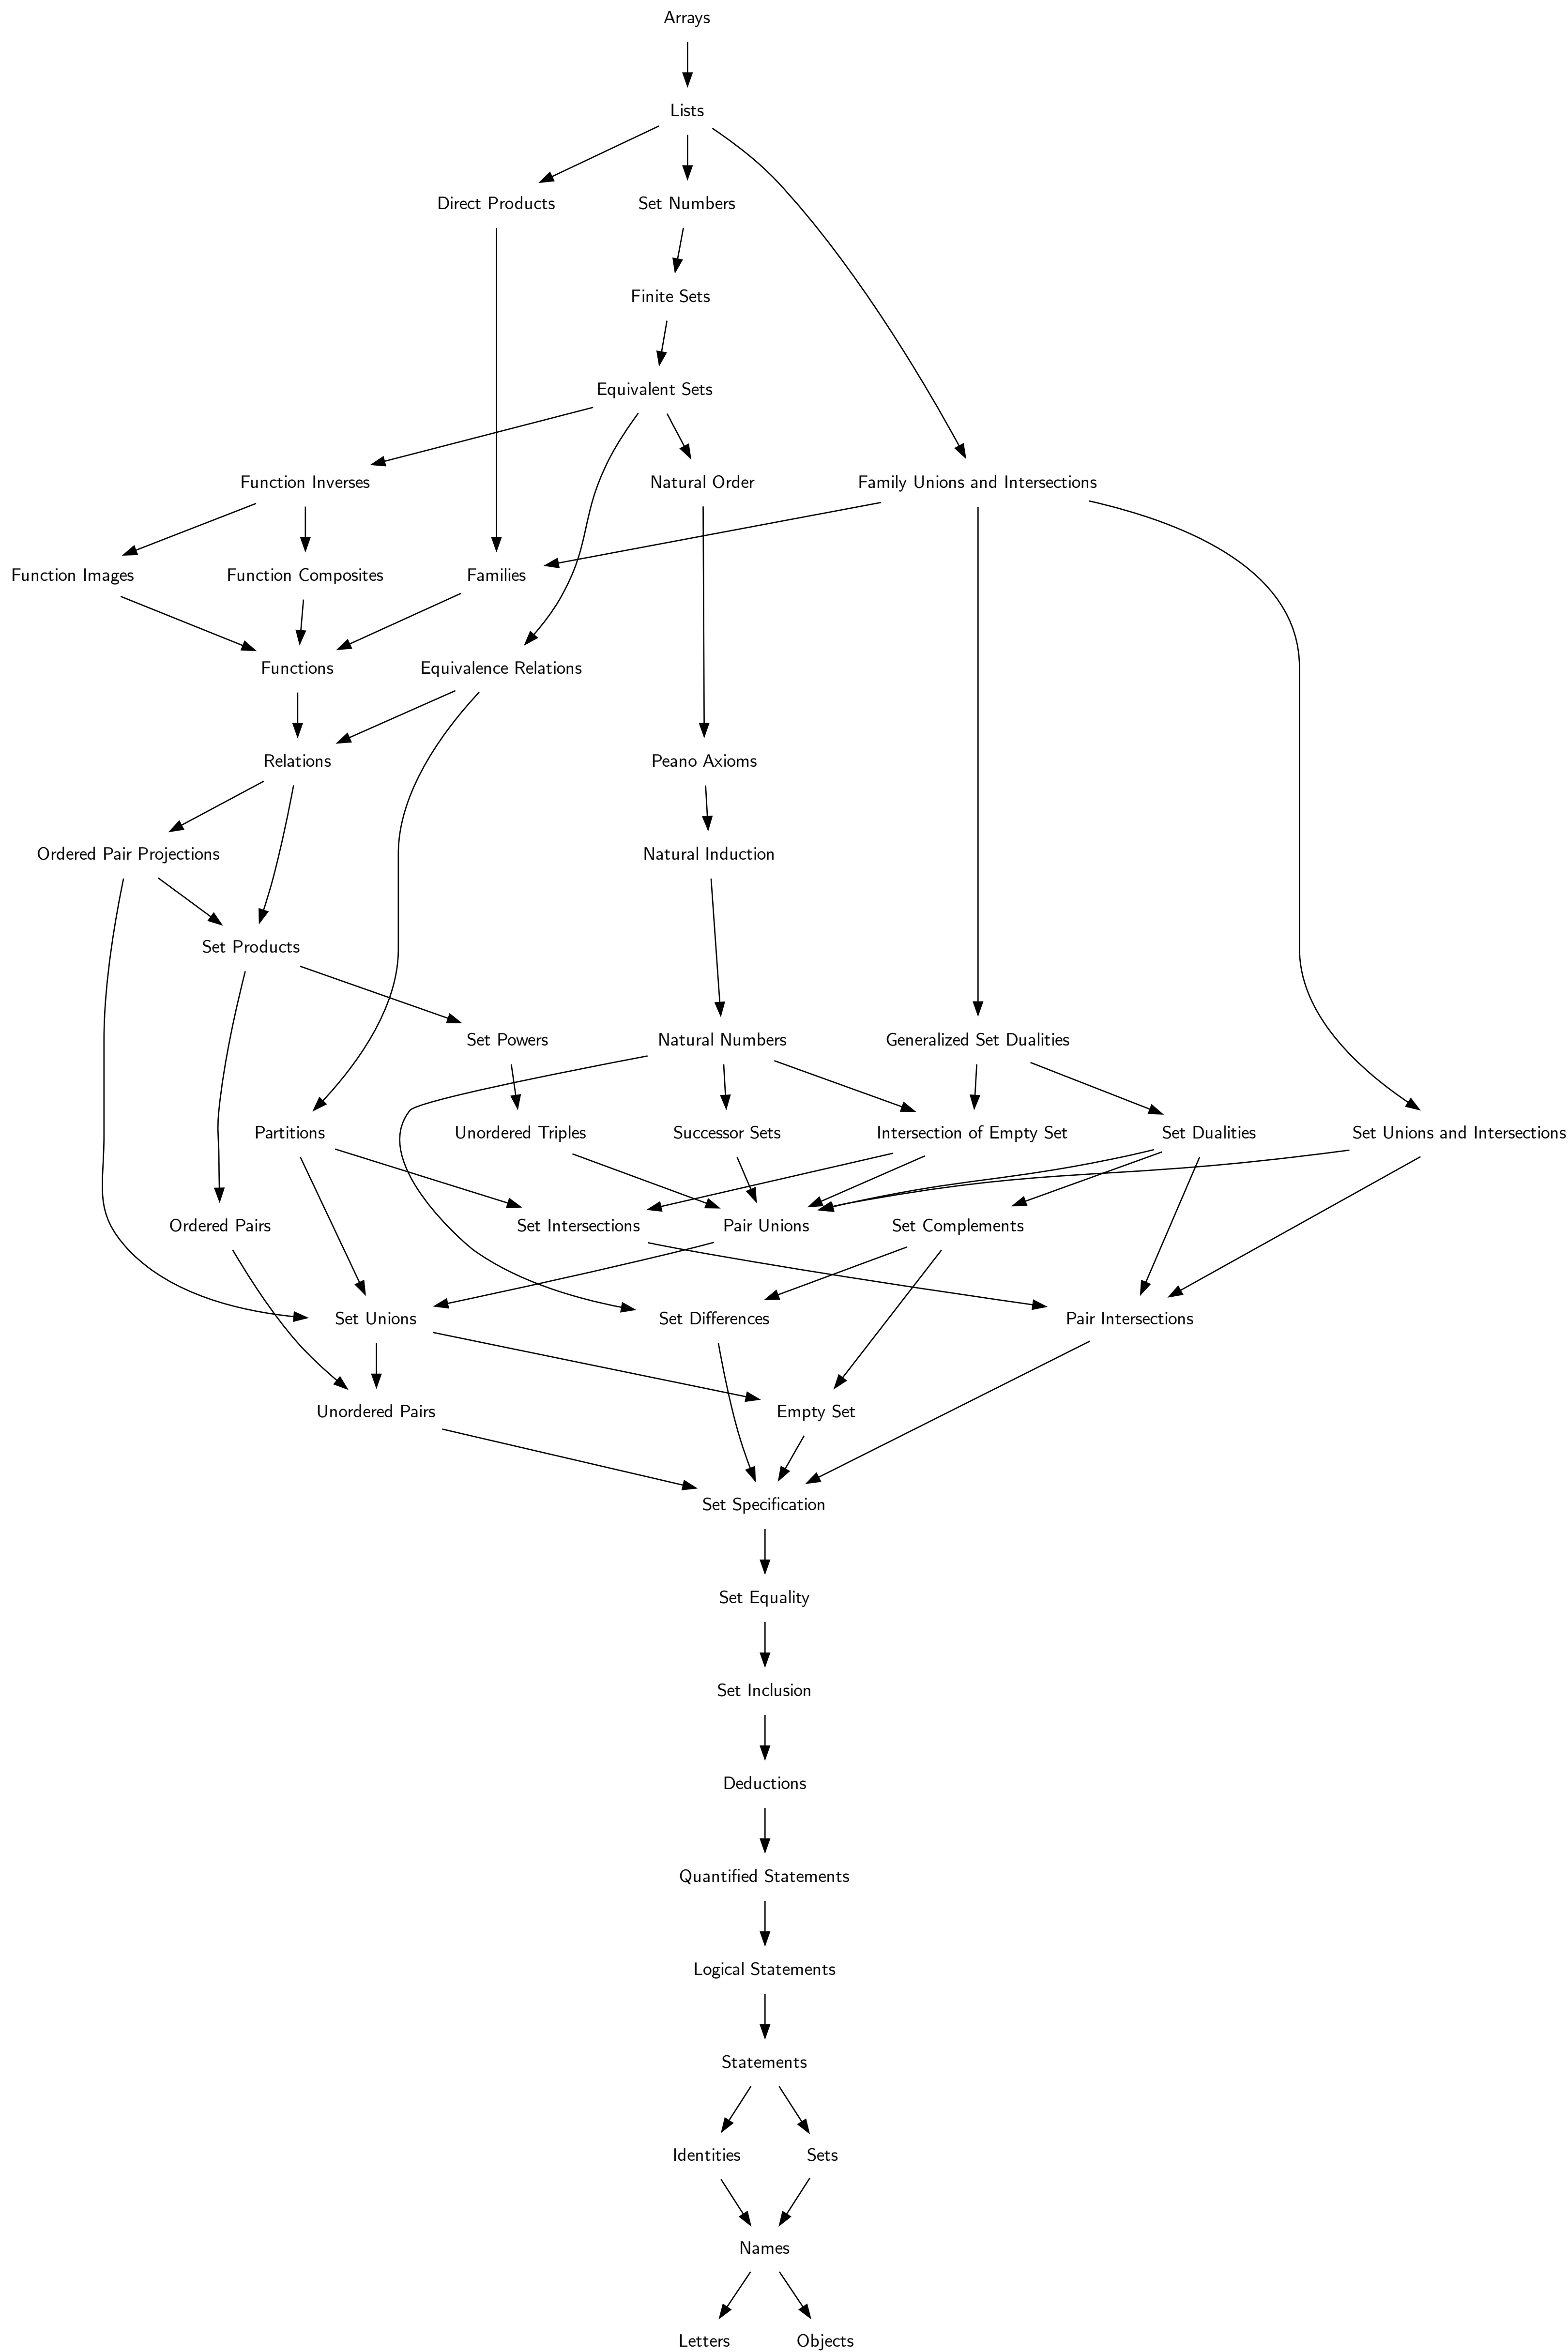 Arrays
Lists
Direct Products
Set Numbers
Finite Sets
Equivalent Sets
Function Inverses
Natural Order
Family Unions and Intersections
Function Images
Function Composites
Families
Functions
Equivalence Relations
Relations
Peano Axioms
Ordered Pair Projections
Natural Induction
Set Products
Set Powers
Natural Numbers
Generalized Set Dualities
Partitions
Unordered Triples
Successor Sets
Intersection of Empty Set
Set Dualities
Set Unions and Intersections
Ordered Pairs
Set Intersections
Pair Unions
Set Complements
Set Unions
Set Differences
Pair Intersections
Unordered Pairs
Empty Set
Set Specification
Set Equality
Set Inclusion
Deductions
Quantified Statements
Logical Statements
Statements
Identities
Sets
Names
Letters
Objects